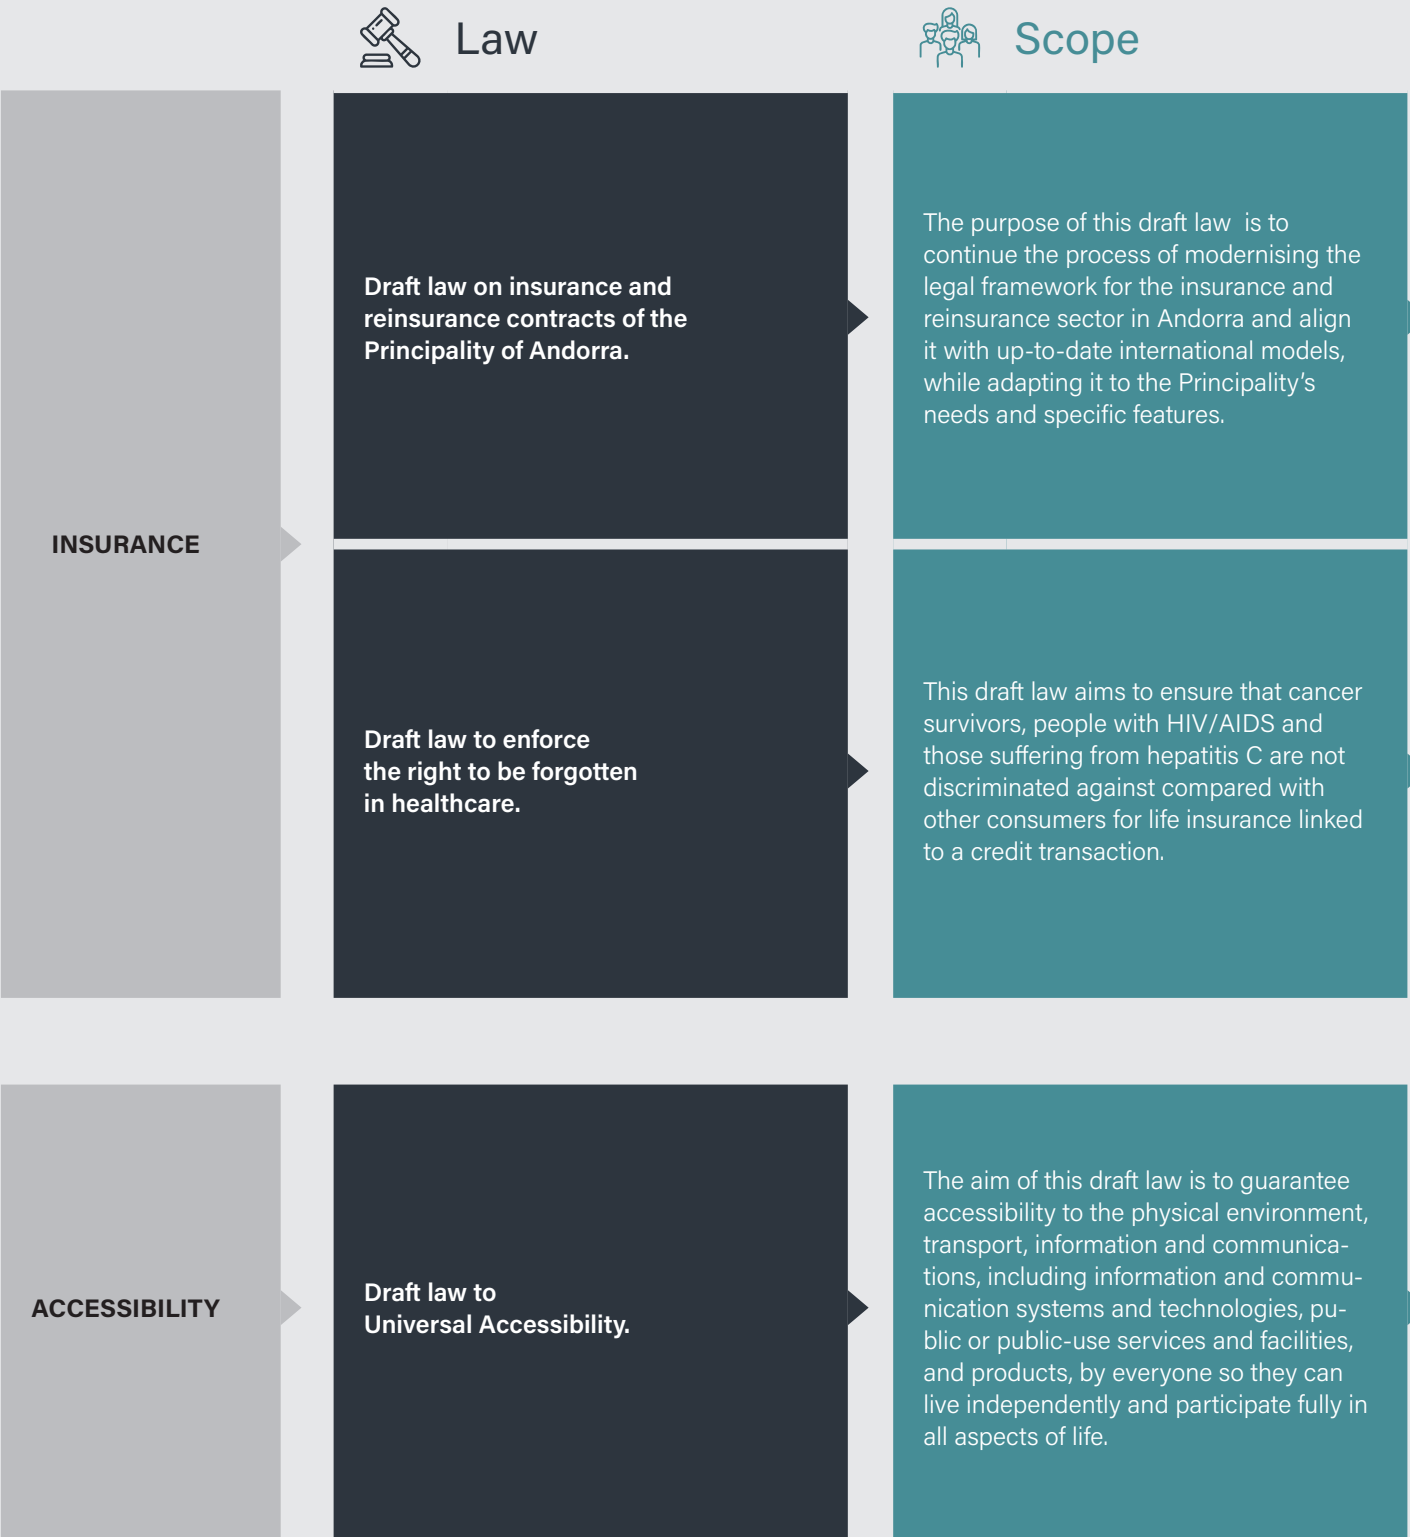 Law
Scope
INSURANCE
Draft law on insurance and
reinsurance contracts of the
Principality of Andorra.
The purpose of this draft law  is to
continue the process of modernising the
legal framework for the insurance and
reinsurance sector in Andorra and align
it with up-to-date international models,
while adapting it to the Principality’s
needs and specific features.
Draft law to enforce
the right to be forgotten
in healthcare.
This draft law aims to ensure that cancer
survivors, people with HIV/AIDS and
those suffering from hepatitis C are not
discriminated against compared with
other consumers for life insurance linked
to a credit transaction.
ACCESSIBILITY
Draft law to
Universal Accessibility.
The aim of this draft law is to guarantee
accessibility to the physical environment,
transport, information and communica-
tions, including information and commu-
nication systems and technologies, pu-
blic or public-use services and facilities,
and products, by everyone so they can
live independently and participate fully in
all aspects of life.